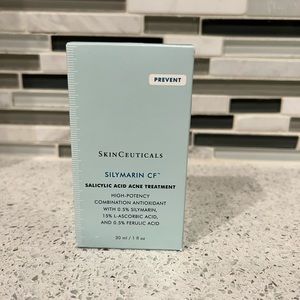 PREVENT
SKINCEUTICALS
SILYMARIN CF™
SALICYLIC ACID ACNE TREATMENT
HIGH-POTENCY
COMBINATION ANTIOXIDANT
WITH 0.5% SILYMARIN,
15% L-ASCORBIC ACID,
AND 0.5% FERULIC ACID
30 ml / 1 fl oz